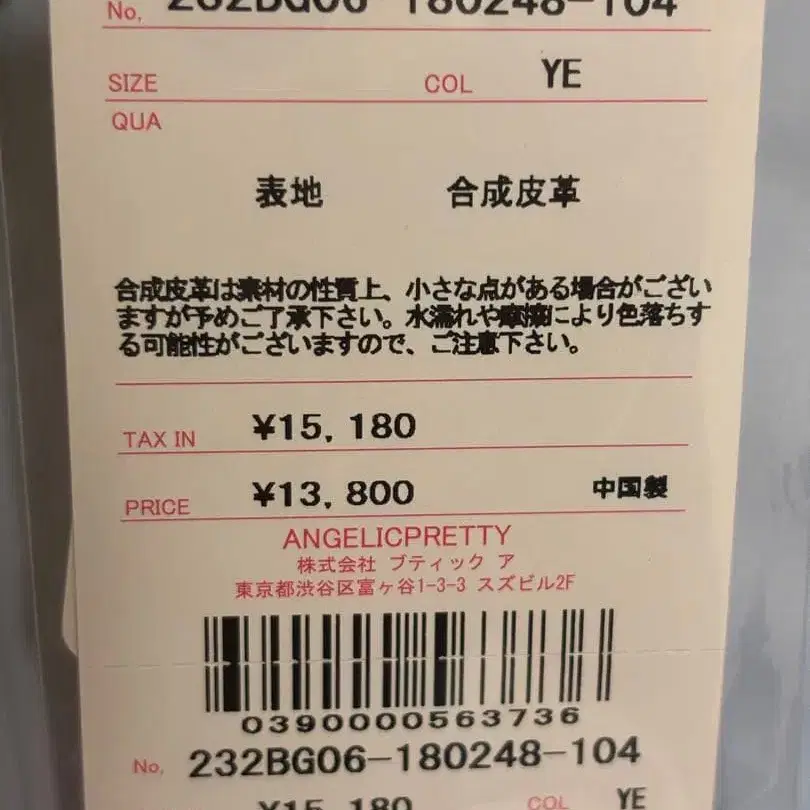 No. 232BG06-180248-104
SIZE COL YE
QUA
表地 合成皮革
合成皮革は素材の性質上、小さな点がある場合がござい
ますが予めご了承下さい。水濡れや摩擦により色落ちす
る可能性がございますので、ご注意下さい。
TAX IN ¥15,180
PRICE ¥13,800 中国製
ANGELICPRETTY
株式会社 ブティック ア
東京都渋谷区富ヶ谷1-3-3 スズビル2F
0390000563736
No. 232BG06-180248-104
¥15,180 COL YE